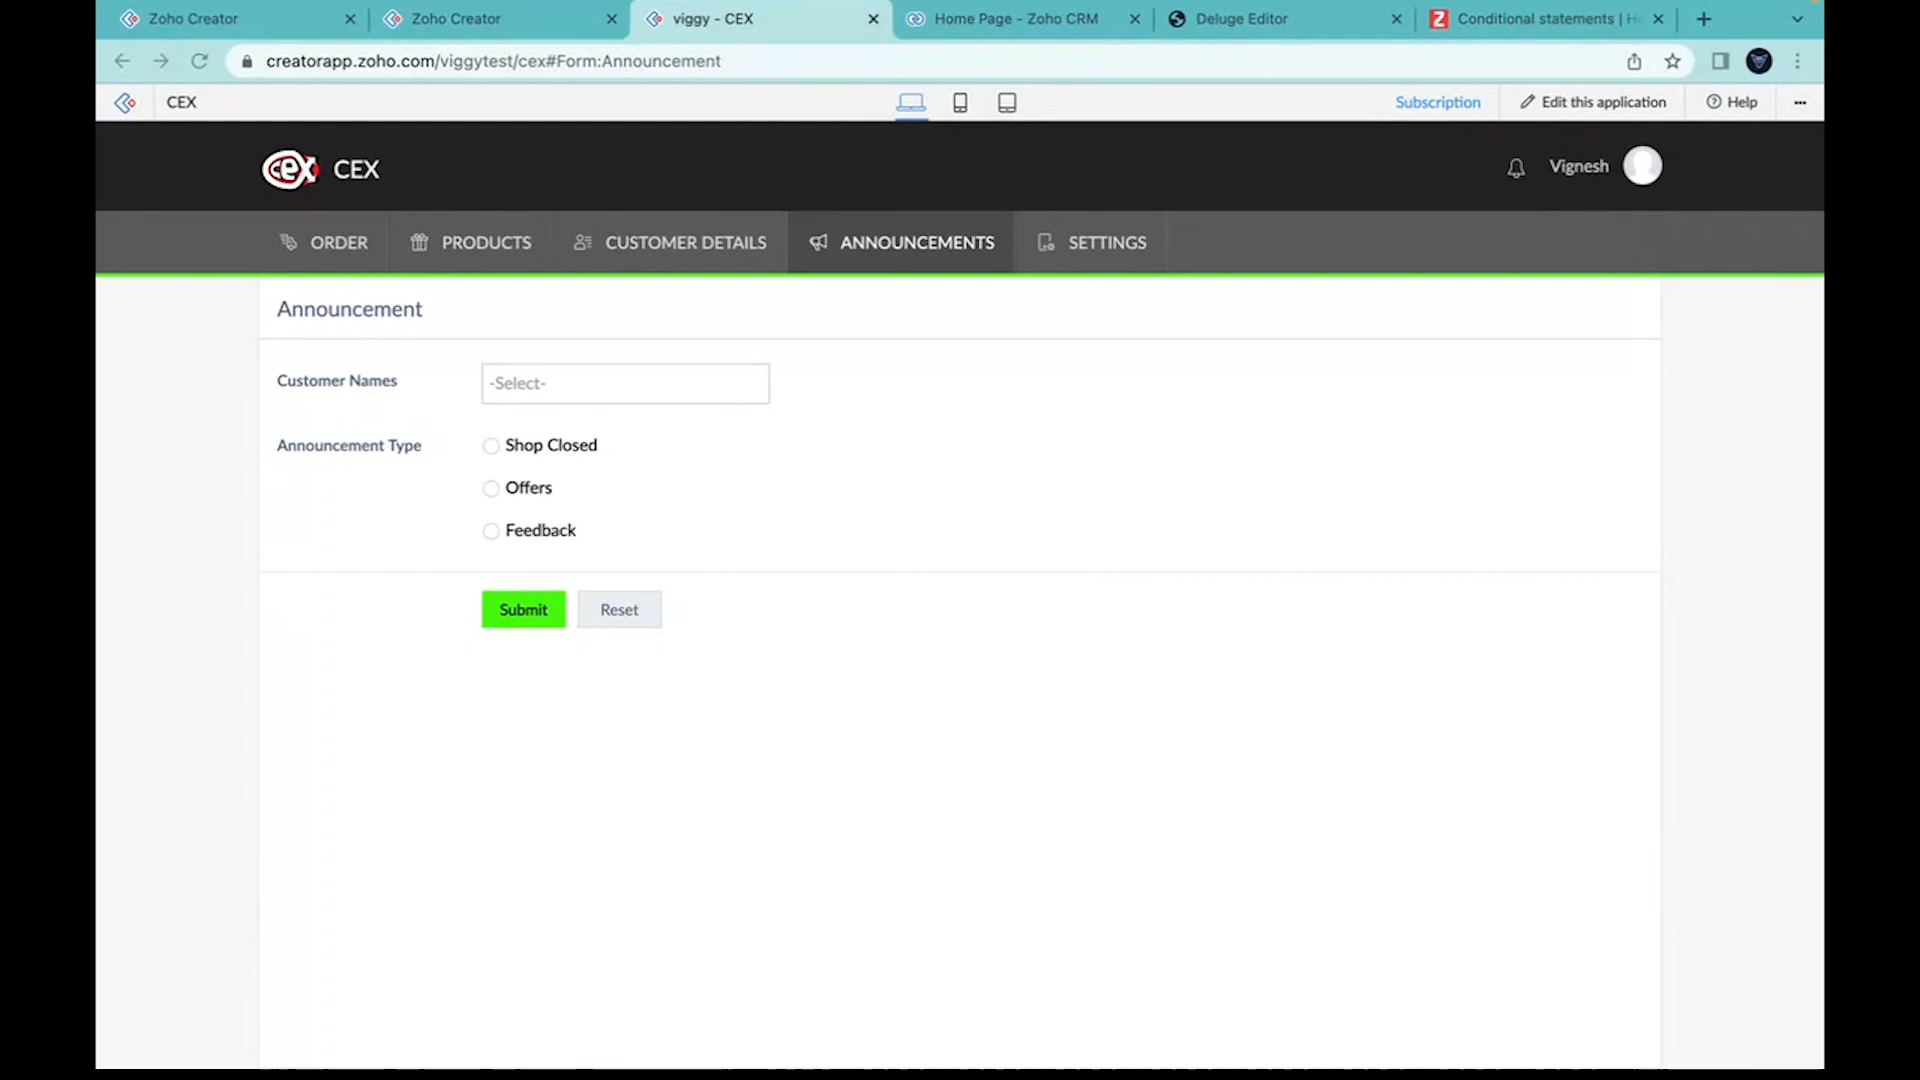 Zoho Creator
Zoho Creator
viggy - CEX
Home Page - Zoho CRM
Deluge Editor
Conditional statements | H
creatorapp.zoho.com/viggytest/cex#Form:Announcement
CEX
Subscription
Edit this application
Help
cex
CEX
Vignesh
ORDER
PRODUCTS
CUSTOMER DETAILS
ANNOUNCEMENTS
SETTINGS
Announcement
Customer Names
-Select-
Announcement Type
Shop Closed
Offers
Feedback
Submit
Reset